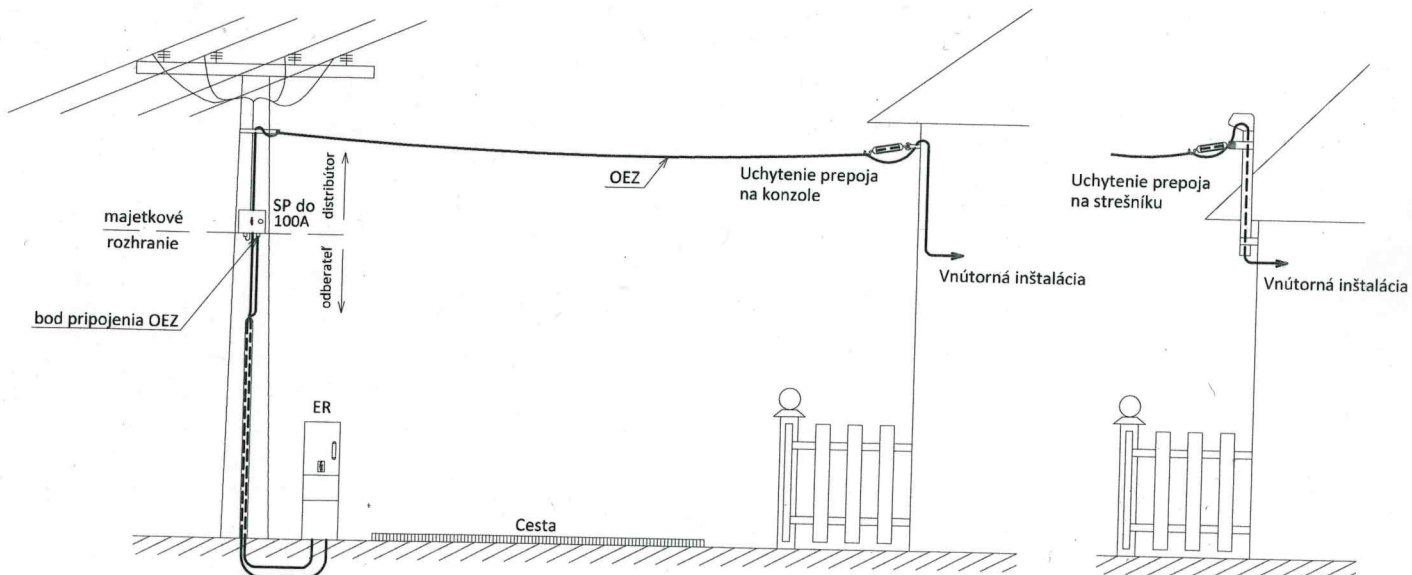 SP do
100A
distribútor
odberateľ
majetkové
rozhranie
bod pripojenia OEZ
ER
OEZ
Cesta
Uchytenie prepoja
na konzole
Vnútorná inštalácia
Uchytenie prepoja
na strešníku
Vnútorná inštalácia